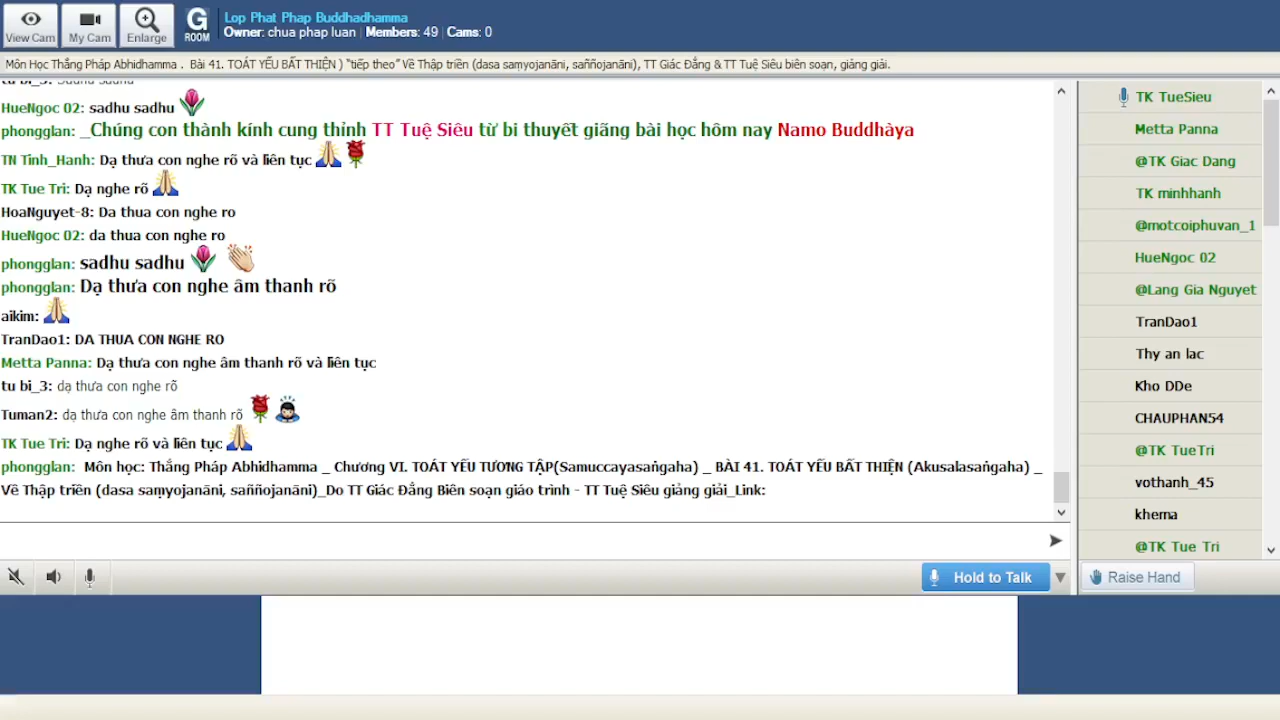 View Cam
My Cam
Enlarge
G
ROOM
Lop Phat Phap Buddhadhamma
Owner: chua phap luan | Members: 49 | Cams: 0
Môn Học Thắng Pháp Abhidhamma . Bài 41. TOÁT YẾU BẤT THIỆN ) “tiếp theo” Về Thập triền (dasa saṃyojanāni, saññojanāni), TT Giác Đẳng & TT Tuệ Siêu biên soạn, giảng giải.
tu bi_3: Sadhu sadhu
HueNgoc 02: sadhu sadhu
phongglan: _Chúng con thành kính cung thỉnh TT Tuệ Siêu từ bi thuyết giãng bài học hôm nay Namo Buddhàya
TN Tinh_Hanh: Dạ thưa con nghe rõ và liên tục
TK Tue Tri: Dạ nghe rõ
HoaNguyet-8: Da thua con nghe ro
HueNgoc 02: da thua con nghe ro
phongglan: sadhu sadhu
phongglan: Dạ thưa con nghe âm thanh rõ
aikim:
TranDao1: DA THUA CON NGHE RO
Metta Panna: Dạ thưa con nghe âm thanh rõ và liên tục
tu bi_3: dạ thưa con nghe rõ
Tuman2: dạ thưa con nghe âm thanh rõ
TK Tue Tri: Dạ nghe rõ và liên tục
phongglan: Môn học: Thắng Pháp Abhidhamma _ Chương VI. TOÁT YẾU TƯƠNG TẬP(Samuccayasaṅgaha) _ BÀI 41. TOÁT YẾU BẤT THIỆN (Akusalasaṅgaha) _
Về Thập triền (dasa saṃyojanāni, saññojanāni)_Do TT Giác Đẳng Biên soạn giáo trình - TT Tuệ Siêu giảng giải_Link:
Hold to Talk
TK TueSieu
Metta Panna
@TK Giac Dang
TK minhhanh
@motcoiphuvan_1
HueNgoc 02
@Lang Gia Nguyet
TranDao1
Thy an lac
Kho DDe
CHAUPHAN54
@TK TueTri
vothanh_45
khema
@TK Tue Tri
Raise Hand